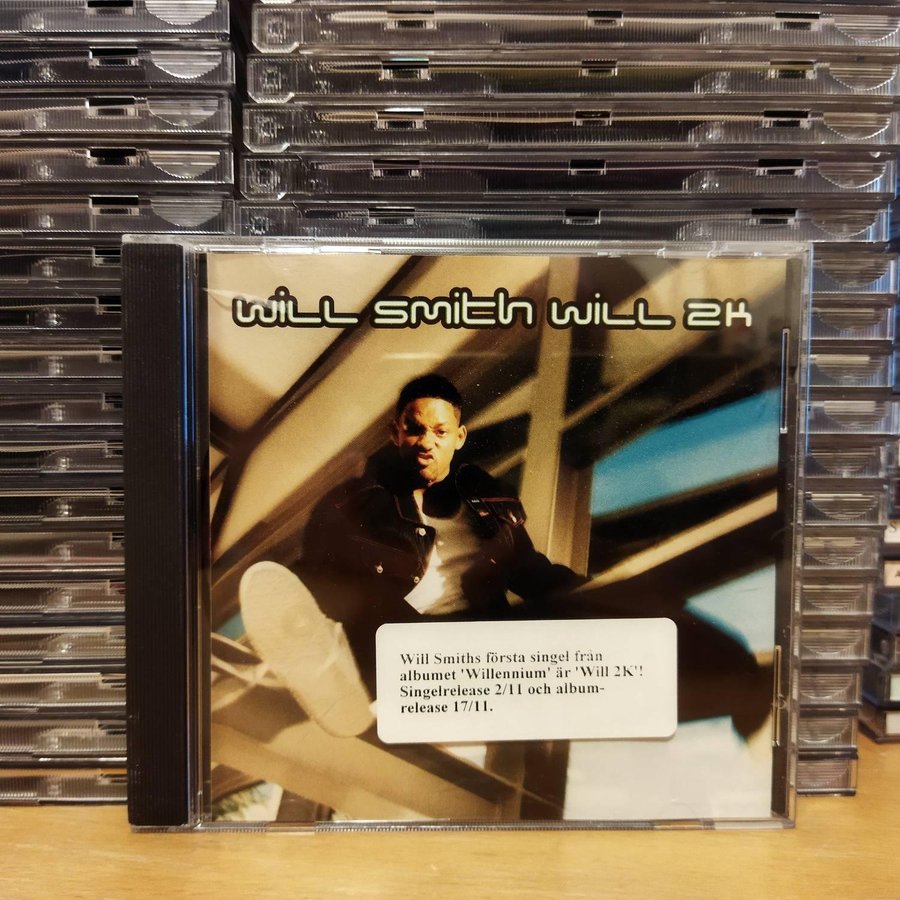 will smith will 2k
Will Smiths första singel från
albumet 'Willennium' är 'Will 2K'!
Singelrelease 2/11 och album-
release 17/11.